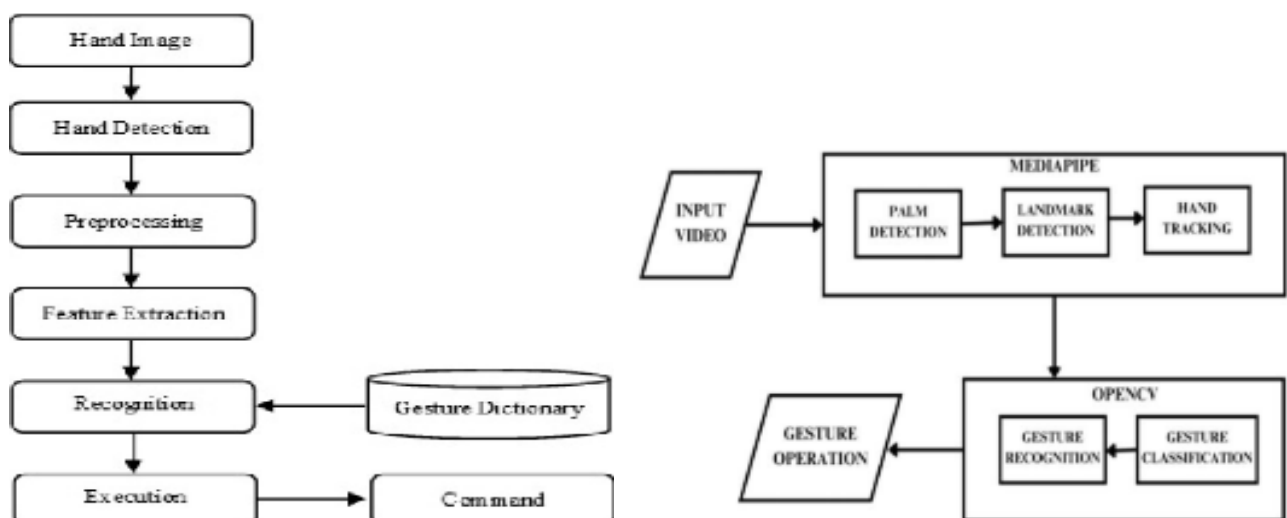 Hand Image
Hand Detection
Preprocessing
Feature Extraction
Recognition
Gesture Dictionary
Execution
Command
INPUT
VIDEO
MEDIAPIPE
PALM
DETECTION
LANDMARK
DETECTION
HAND
TRACKING
OPENCV
GESTURE
RECOGNITION
GESTURE
CLASSIFICATION
GESTURE
OPERATION